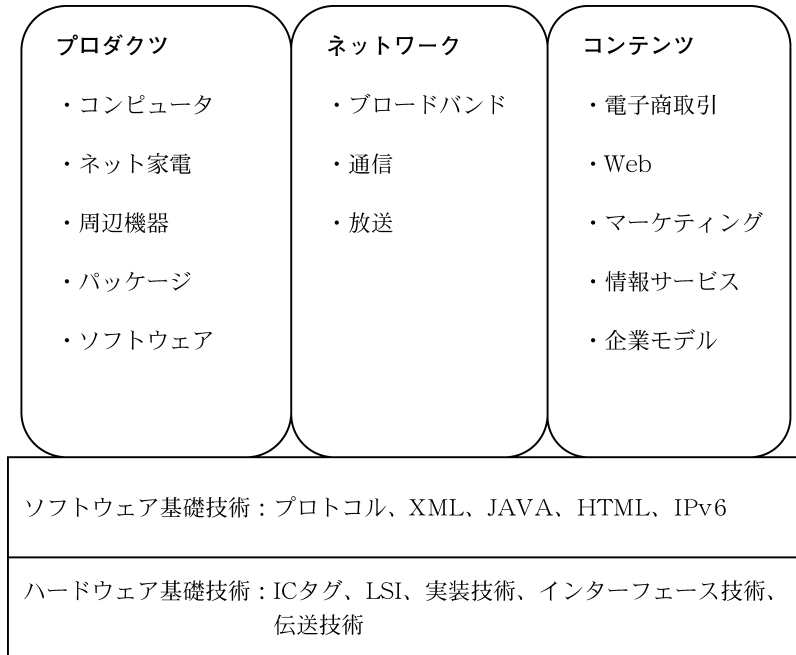 プロダクツ
・コンピュータ
・ネット家電
・周辺機器
・パッケージ
・ソフトウェア
ネットワーク
・ブロードバンド
・通信
・放送
コンテンツ
・電子商取引
・Web
・マーケティング
・情報サービス
・企業モデル
ソフトウェア基礎技術：プロトコル、XML、JAVA、HTML、IPv6
ハードウェア基礎技術：ICタグ、LSI、実装技術、インターフェース技術、
伝送技術